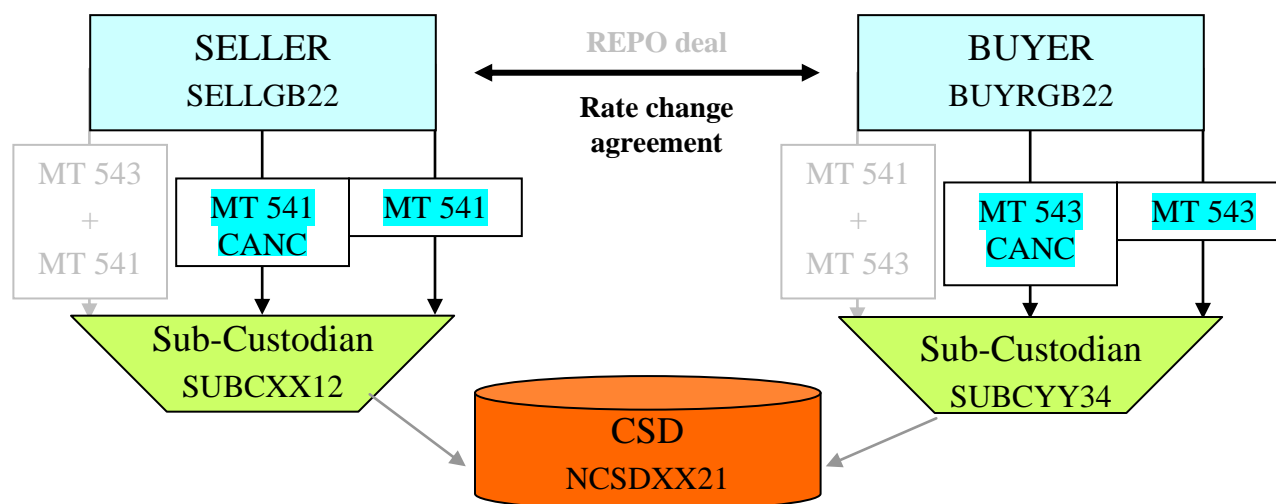 SELLER
SELLGB22
REPO deal
Rate change
agreement
BUYER
BUYRGB22
MT 543
+
MT 541
MT 541
CANC
MT 541
MT 541
+
MT 543
MT 543
CANC
MT 543
Sub-Custodian
SUBCXX12
Sub-Custodian
SUBCYY34
CSD
NCSDXX21